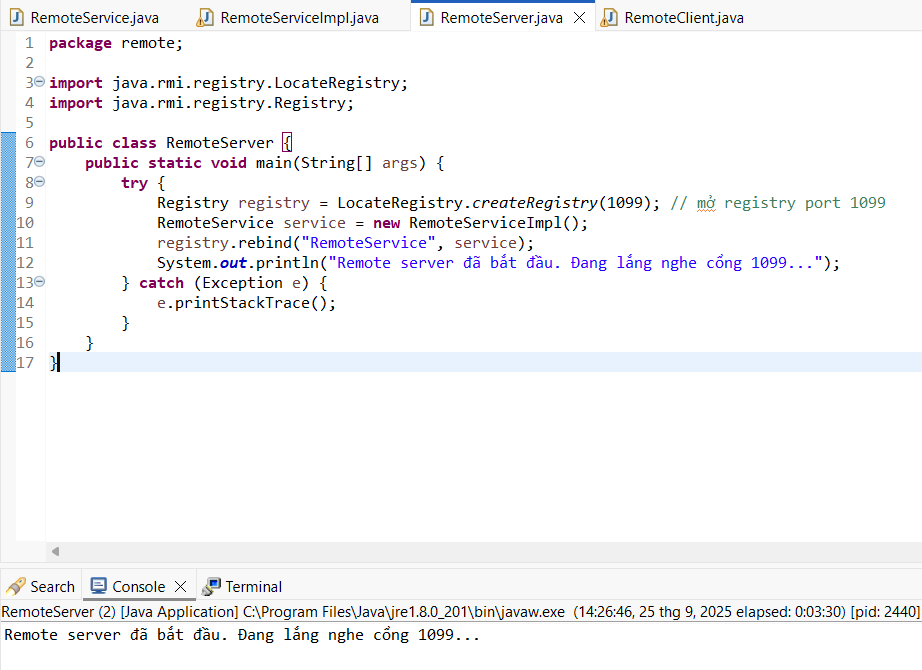 RemoteService.java RemoteServiceImpl.java RemoteServer.java RemoteClient.java
1 package remote;
2
3 import java.rmi.registry.LocateRegistry;
4 import java.rmi.registry.Registry;
5
6 public class RemoteServer {
7     public static void main(String[] args) {
8         try {
9             Registry registry = LocateRegistry.createRegistry(1099); // mở registry port 1099
10             RemoteService service = new RemoteServiceImpl();
11             registry.rebind("RemoteService", service);
12             System.out.println("Remote server đã bắt đầu. Đang lắng nghe cổng 1099...");
13         } catch (Exception e) {
14             e.printStackTrace();
15         }
16     }
17 }
Search Console Terminal
RemoteServer (2) [Java Application] C:\Program Files\Java\jre1.8.0_201\bin\javaw.exe (14:26:46, 25 thg 9, 2025 elapsed: 0:03:30) [pid: 2440]
Remote server đã bắt đầu. Đang lắng nghe cổng 1099...